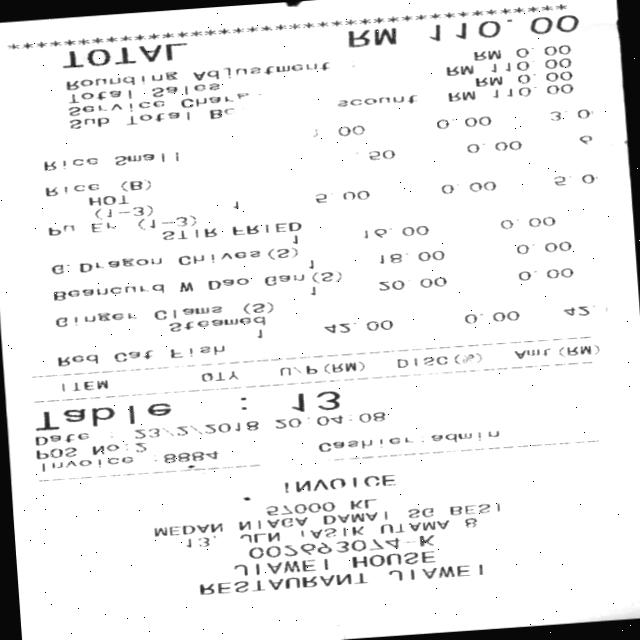 RESTAURANT JIAWEI
JIAWEI HOUSE
002693074-K
13, JLN TASIK UTAMA 8
MEDAN NIAGA DAMAI SG BESI
57000 KL
INVOICE
Invoice : 8884
POS No: 2 Cashier: admin
Date : 23/2/2018 20:04:08
Table : 13
ITEM QTY U/P(RM) DISC(%) Amt(RM)
Red Cat Fish
Steamed 1 42.00 0.00 42.
Ginger Clams (S)
1 20.00 0.00
Beancurd W Dao Gan(S)
1 18.00 0.00
G.Dragon Chives(S)
STIR FRIED 1 16.00 0.00
Pu Er (1-3)
(1-3)
HOT 1 5.00 0.00 5.0
Rice (B)
.50 0.00 6
Rice Small
.00 0.00 3.0
Sub Total scount RM 110.00
Service Char RM 0.00
Total Sales RM 110.00
Rounding Adjustment RM 0.00
TOTAL RM 110.00